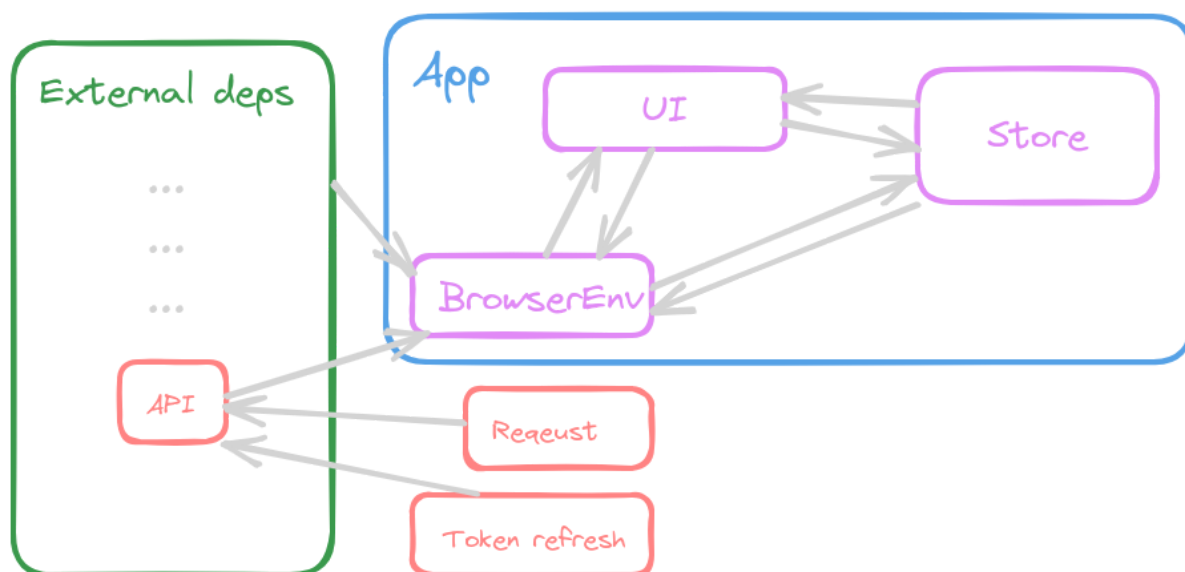 External deps
...
...
...
API
App
UI
Store
BrowserEnv
Reqeust
Token refresh